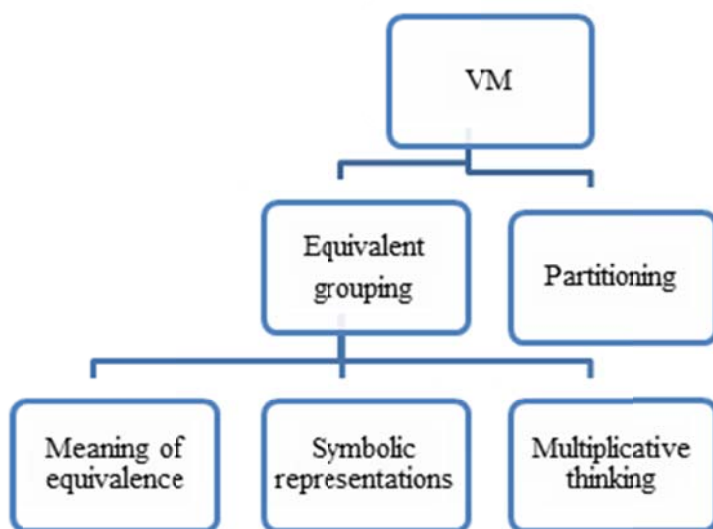 VM
Equivalent
grouping
Partitioning
Meaning of
equivalence
Symbolic
representations
Multiplicative
thinking